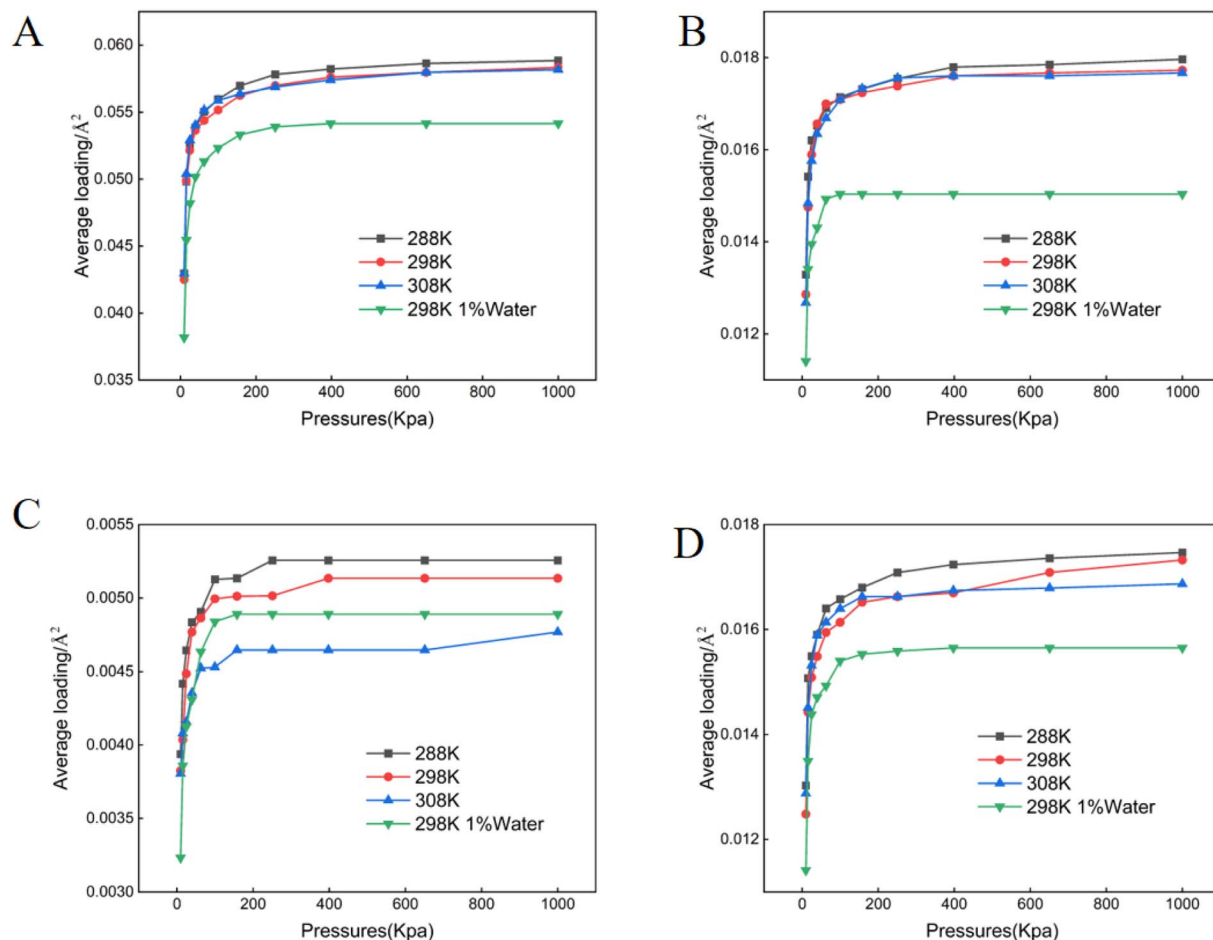 A
Average loading/Å²
0.060
0.055
0.050
0.045
0.040
0.035
288K
298K
308K
298K 1%Water
0
200
400
600
800
1000
Pressures(Kpa)
B
Average loading/Å²
0.018
0.016
0.014
0.012
288K
298K
308K
298K 1%Water
0
200
400
600
800
1000
Pressures(Kpa)
C
Average loading/Å²
0.0055
0.0050
0.0045
0.0040
0.0035
0.0030
288K
298K
308K
298K 1%Water
0
200
400
600
800
1000
Pressures(Kpa)
D
Average loading/Å²
0.018
0.016
0.014
0.012
288K
298K
308K
298K 1%Water
0
200
400
600
800
1000
Pressures(Kpa)